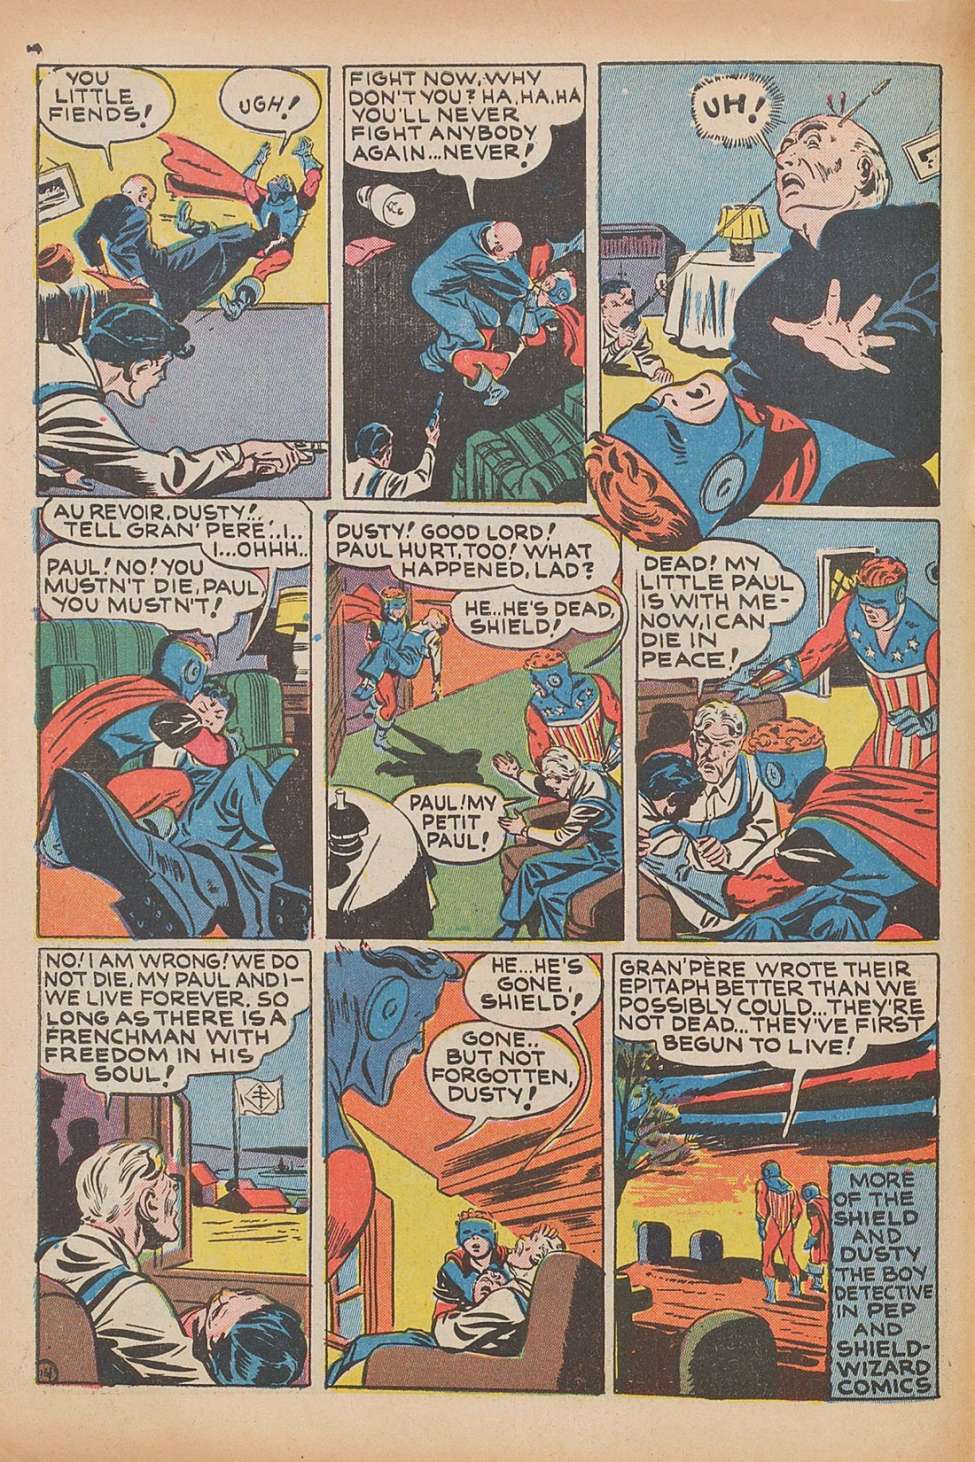 YOU
LITTLE
FIENDS!
UGH!
FIGHT NOW, WHY
DON'T YOU? HA, HA, HA
YOU'LL NEVER
FIGHT ANYBODY
AGAIN...NEVER!
UH!
AU REVOIR, DUSTY!.
TELL GRAN' PERE'..I..
I...OHHH..
PAUL! NO! YOU
MUSTN'T DIE, PAUL,
YOU MUSTN'T!
DUSTY! GOOD LORD!
PAUL HURT, TOO! WHAT
HAPPENED, LAD?
HE..HE'S DEAD,
SHIELD!
PAUL! MY
PETIT
PAUL!
DEAD! MY
LITTLE PAUL
IS WITH ME-
NOW, I CAN
DIE IN
PEACE!
NO! I AM WRONG! WE DO
NOT DIE, MY PAUL AND I-
WE LIVE FOREVER. SO
LONG AS THERE IS A
FRENCHMAN WITH
FREEDOM IN HIS
SOUL!
HE...HE'S
GONE,
SHIELD!
GONE..
BUT NOT
FORGOTTEN,
DUSTY!
GRAN'PÈRE WROTE THEIR
EPITAPH BETTER THAN WE
POSSIBLY COULD...THEY'RE
NOT DEAD...THEY'VE FIRST
BEGUN TO LIVE!
MORE
OF THE
SHIELD
AND
DUSTY
THE BOY
DETECTIVE
IN PEP
AND
SHIELD-
WIZARD
COMICS